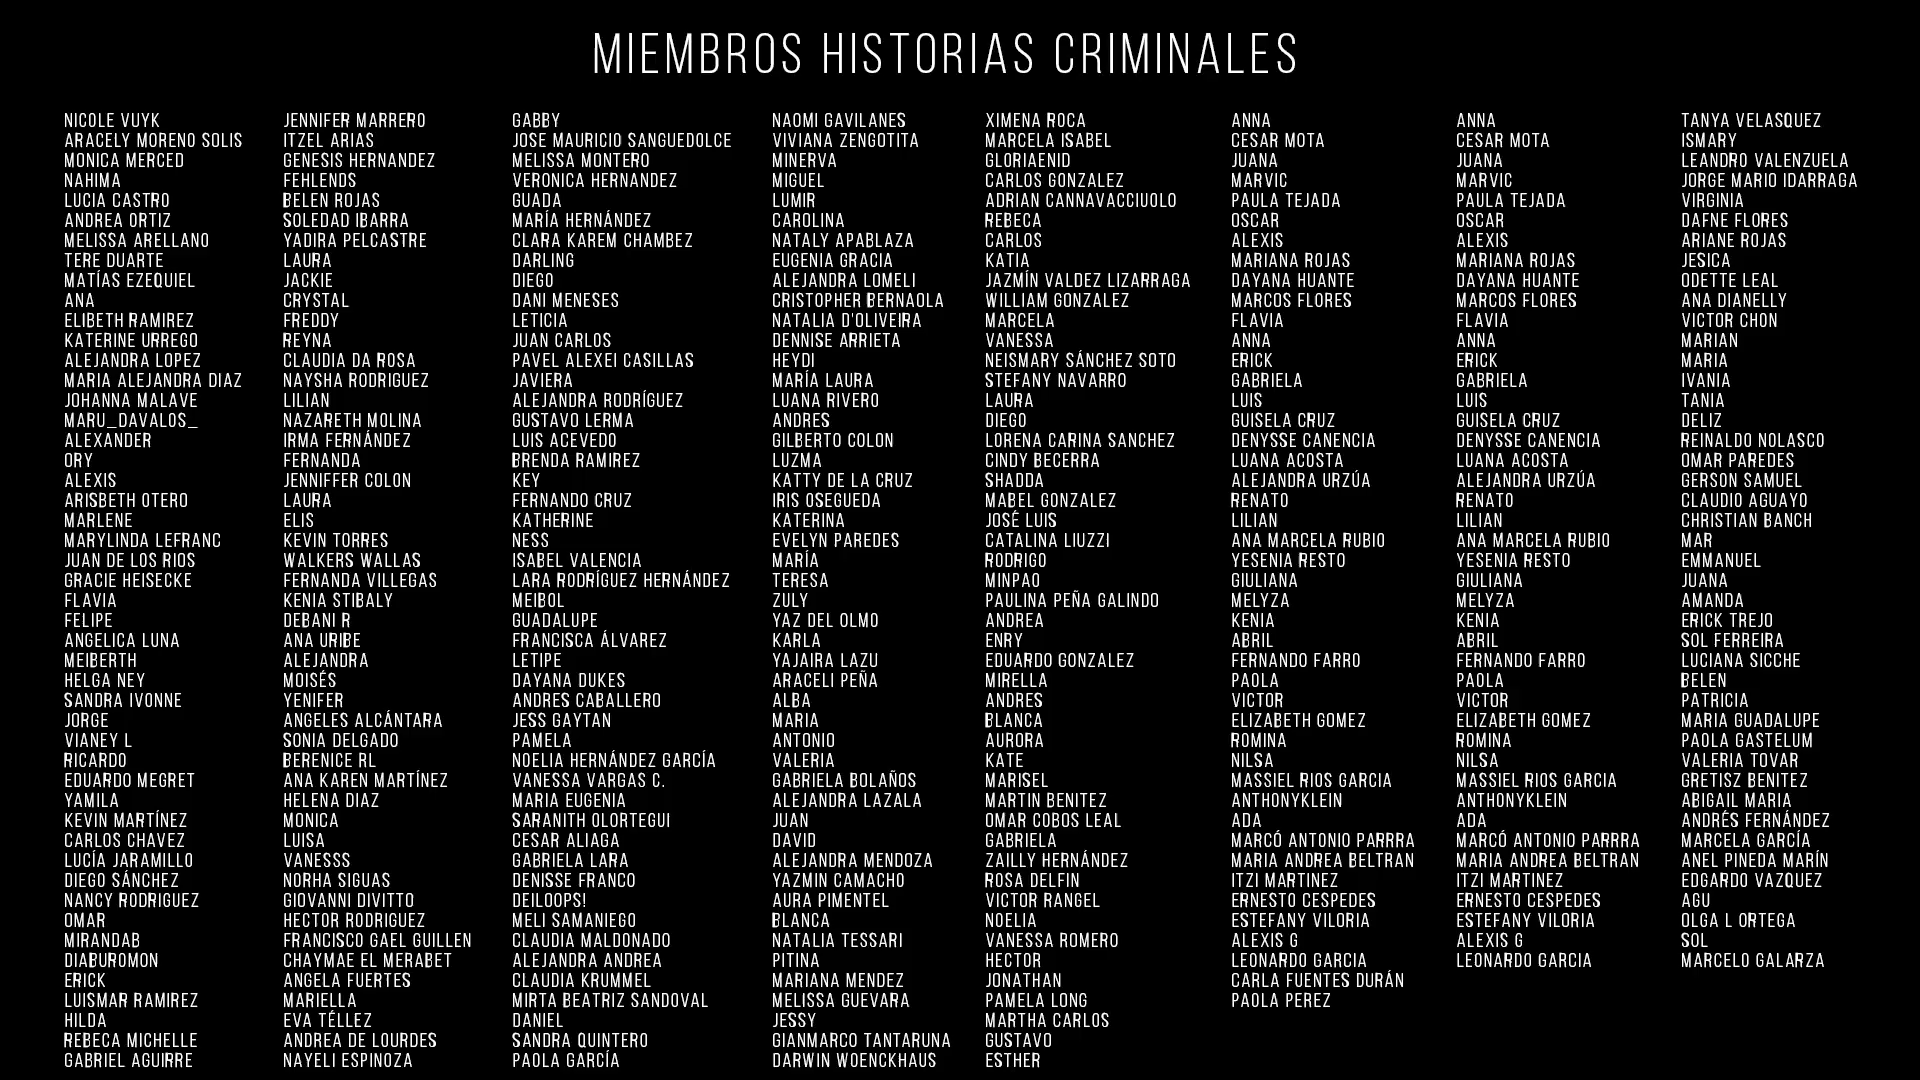 MIEMBROS HISTORIAS CRIMINALES
NICOLE VUYK
ARACELY MORENO SOLIS
MONICA MERCED
NAHIMA
LUCIA CASTRO
ANDREA ORTIZ
MELISSA ARELLANO
TERE DUARTE
MATÍAS EZEQUIEL
ANA
ELIBETH RAMIREZ
KATERINE URREGO
ALEJANDRA LOPEZ
MARIA ALEJANDRA DIAZ
JOHANNA MALAVE
MARU_DAVALOS_
ALEXANDER
ORY
ALEXIS
ARISBETH OTERO
MARLENE
MARYLINDA LEFRANC
JUAN DE LOS RIOS
GRACIE HEISECKE
FLAVIA
FELIPE
ANGELICA LUNA
MEIBERTH
HELGA NEY
SANDRA IVONNE
JORGE
VIANEY L
RICARDO
EDUARDO MEGRET
YAMILA
KEVIN MARTÍNEZ
CARLOS CHAVEZ
LUCÍA JARAMILLO
DIEGO SÁNCHEZ
NANCY RODRIGUEZ
OMAR
MIRANDAB
DIABUROMON
ERICK
LUISMAR RAMIREZ
HILDA
REBECA MICHELLE
GABRIEL AGUIRRE
JENNIFER MARRERO
ITZEL ARIAS
GENESIS HERNANDEZ
FEHLENDS
BELEN ROJAS
SOLEDAD IBARRA
YADIRA PELCASTRE
LAURA
JACKIE
CRYSTAL
FREDDY
REYNA
CLAUDIA DA ROSA
NAYSHA RODRIGUEZ
LILIAN
NAZARETH MOLINA
IRMA FERNÁNDEZ
FERNANDA
JENNIFFER COLON
LAURA
ELIS
KEVIN TORRES
WALKERS WALLAS
FERNANDA VILLEGAS
KENIA STIBALY
DEBANI R
ANA URIBE
ALEJANDRA
MOISÉS
YENIFER
ANGELES ALCÁNTARA
SONIA DELGADO
BERENICE RL
ANA KAREN MARTÍNEZ
HELENA DIAZ
MONICA
LUISA
VANESSS
NORHA SIGUAS
GIOVANNI DIVITTO
HECTOR RODRIGUEZ
FRANCISCO GAEL GUILLEN
CHAYMAE EL MERABET
ANGELA FUERTES
MARIELLA
EVA TÉLLEZ
ANDREA DE LOURDES
NAYELI ESPINOZA
GABBY
JOSE MAURICIO SANGUEDOLCE
MELISSA MONTERO
VERONICA HERNANDEZ
GUADA
MARÍA HERNÁNDEZ
CLARA KAREM CHAMBEZ
DARLING
DIEGO
DANI MENESES
LETICIA
JUAN CARLOS
PAVEL ALEXEI CASILLAS
JAVIERA
ALEJANDRA RODRÍGUEZ
GUSTAVO LERMA
LUIS ACEVEDO
BRENDA RAMIREZ
KEY
FERNANDO CRUZ
KATHERINE
NESS
ISABEL VALENCIA
LARA RODRÍGUEZ HERNÁNDEZ
MEIBOL
GUADALUPE
FRANCISCA ÁLVAREZ
LETIPE
DAYANA DUKES
ANDRES CABALLERO
JESS GAYTAN
PAMELA
NOELIA HERNÁNDEZ GARCÍA
VANESSA VARGAS C.
MARIA EUGENIA
SARANITH OLORTEGUI
CESAR ALIAGA
GABRIELA LARA
DENISSE FRANCO
DEILOOPS!
MELI SAMANIEGO
CLAUDIA MALDONADO
ALEJANDRA ANDREA
CLAUDIA KRUMMEL
MIRTA BEATRIZ SANDOVAL
DANIEL
SANDRA QUINTERO
PAOLA GARCÍA
NAOMI GAVILANES
VIVIANA ZENGOTITA
MINERVA
MIGUEL
LUMIR
CAROLINA
NATALY APABLAZA
EUGENIA GRACIA
ALEJANDRA LOMELI
CRISTOPHER BERNAOLA
NATALIA D'OLIVEIRA
DENNISE ARRIETA
HEYDI
MARÍA LAURA
LUANA RIVERO
ANDRES
GILBERTO COLON
LUZMA
KATTY DE LA CRUZ
IRIS OSEGUEDA
KATERINA
EVELYN PAREDES
MARÍA
TERESA
ZULY
YAZ DEL OLMO
KARLA
YAJAIRA LAZU
ARACELI PEÑA
ALBA
MARIA
ANTONIO
VALERIA
GABRIELA BOLAÑOS
ALEJANDRA LAZALA
JUAN
DAVID
ALEJANDRA MENDOZA
YAZMIN CAMACHO
AURA PIMENTEL
BLANCA
NATALIA TESSARI
PITINA
MARIANA MENDEZ
MELISSA GUEVARA
JESSY
GIANMARCO TANTARUNA
DARWIN WOENCKHAUS
XIMENA ROCA
MARCELA ISABEL
GLORIAENID
CARLOS GONZALEZ
ADRIAN CANNAVACCIUOLO
REBECA
CARLOS
KATIA
JAZMÍN VALDEZ LIZARRAGA
WILLIAM GONZALEZ
MARCELA
VANESSA
NEISMARY SÁNCHEZ SOTO
STEFANY NAVARRO
LAURA
DIEGO
LORENA CARINA SANCHEZ
CINDY BECERRA
SHADDA
MABEL GONZALEZ
JOSÉ LUIS
CATALINA LIUZZI
RODRIGO
MINPAO
PAULINA PEÑA GALINDO
ANDREA
ENRY
EDUARDO GONZALEZ
MIRELLA
ANDRES
BLANCA
AURORA
KATE
MARISEL
MARTIN BENITEZ
OMAR COBOS LEAL
GABRIELA
ZAILLY HERNÁNDEZ
ROSA DELFIN
VICTOR RANGEL
NOELIA
VANESSA ROMERO
HECTOR
JONATHAN
PAMELA LONG
MARTHA CARLOS
GUSTAVO
ESTHER
ANNA
CESAR MOTA
JUANA
MARVIC
PAULA TEJADA
OSCAR
ALEXIS
MARIANA ROJAS
DAYANA HUANTE
MARCOS FLORES
FLAVIA
ANNA
ERICK
GABRIELA
LUIS
GUISELA CRUZ
DENYSSE CANENCIA
LUANA ACOSTA
ALEJANDRA URZÚA
RENATO
LILIAN
ANA MARCELA RUBIO
YESENIA RESTO
GIULIANA
MELYZA
KENIA
ABRIL
FERNANDO FARRO
PAOLA
VICTOR
ELIZABETH GOMEZ
ROMINA
NILSA
MASSIEL RIOS GARCIA
ANTHONYKLEIN
ADA
MARCÓ ANTONIO PARRRA
MARIA ANDREA BELTRAN
ITZI MARTINEZ
ERNESTO CESPEDES
ESTEFANY VILORIA
ALEXIS G
LEONARDO GARCIA
CARLA FUENTES DURÁN
PAOLA PEREZ
ANNA
CESAR MOTA
JUANA
MARVIC
PAULA TEJADA
OSCAR
ALEXIS
MARIANA ROJAS
DAYANA HUANTE
MARCOS FLORES
FLAVIA
ANNA
ERICK
GABRIELA
LUIS
GUISELA CRUZ
DENYSSE CANENCIA
LUANA ACOSTA
ALEJANDRA URZÚA
RENATO
LILIAN
ANA MARCELA RUBIO
YESENIA RESTO
GIULIANA
MELYZA
KENIA
ABRIL
FERNANDO FARRO
PAOLA
VICTOR
ELIZABETH GOMEZ
ROMINA
NILSA
MASSIEL RIOS GARCIA
ANTHONYKLEIN
ADA
MARCÓ ANTONIO PARRRA
MARIA ANDREA BELTRAN
ITZI MARTINEZ
ERNESTO CESPEDES
ESTEFANY VILORIA
ALEXIS G
LEONARDO GARCIA
TANYA VELASQUEZ
ISMARY
LEANDRO VALENZUELA
JORGE MARIO IDARRAGA
VIRGINIA
DAFNE FLORES
ARIANE ROJAS
JESICA
ODETTE LEAL
ANA DIANELLY
VICTOR CHON
MARIAN
MARIA
IVANIA
TANIA
DELIZ
REINALDO NOLASCO
OMAR PAREDES
GERSON SAMUEL
CLAUDIO AGUAYO
CHRISTIAN BANCH
MAR
EMMANUEL
JUANA
AMANDA
ERICK TREJO
SOL FERREIRA
LUCIANA SICCHE
BELEN
PATRICIA
MARIA GUADALUPE
PAOLA GASTELUM
VALERIA TOVAR
GRETISZ BENITEZ
ABIGAIL MARIA
ANDRÉS FERNÁNDEZ
MARCELA GARCÍA
ANEL PINEDA MARÍN
EDGARDO VAZQUEZ
AGU
OLGA L ORTEGA
SOL
MARCELO GALARZA